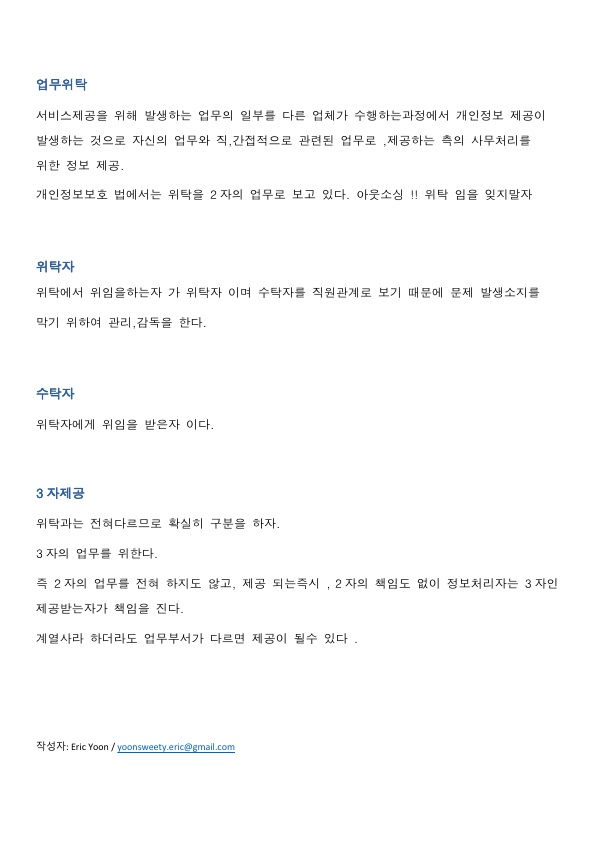 업무위탁
서비스제공을 위해 발생하는 업무의 일부를 다른 업체가 수행하는과정에서 개인정보 제공이
발생하는 것으로 자신의 업무와 직,간접적으로 관련된 업무로 ,제공하는 측의 사무처리를
위한 정보 제공.
개인정보보호 법에서는 위탁을 2 자의 업무로 보고 있다. 아웃소싱 !! 위탁 임을 잊지말자
위탁자
위탁에서 위임을하는자 가 위탁자 이며 수탁자를 직원관계로 보기 때문에 문제 발생소지를
막기 위하여 관리,감독을 한다.
수탁자
위탁자에게 위임을 받은자 이다.
3 자제공
위탁과는 전혀다르므로 확실히 구분을 하자.
3 자의 업무를 위한다.
즉 2 자의 업무를 전혀 하지도 않고, 제공 되는즉시 , 2 자의 책임도 없이 정보처리자는 3 자인
제공받는자가 책임을 진다.
계열사라 하더라도 업무부서가 다르면 제공이 될수 있다 .
작성자: Eric Yoon / yoonsweety.eric@gmail.com